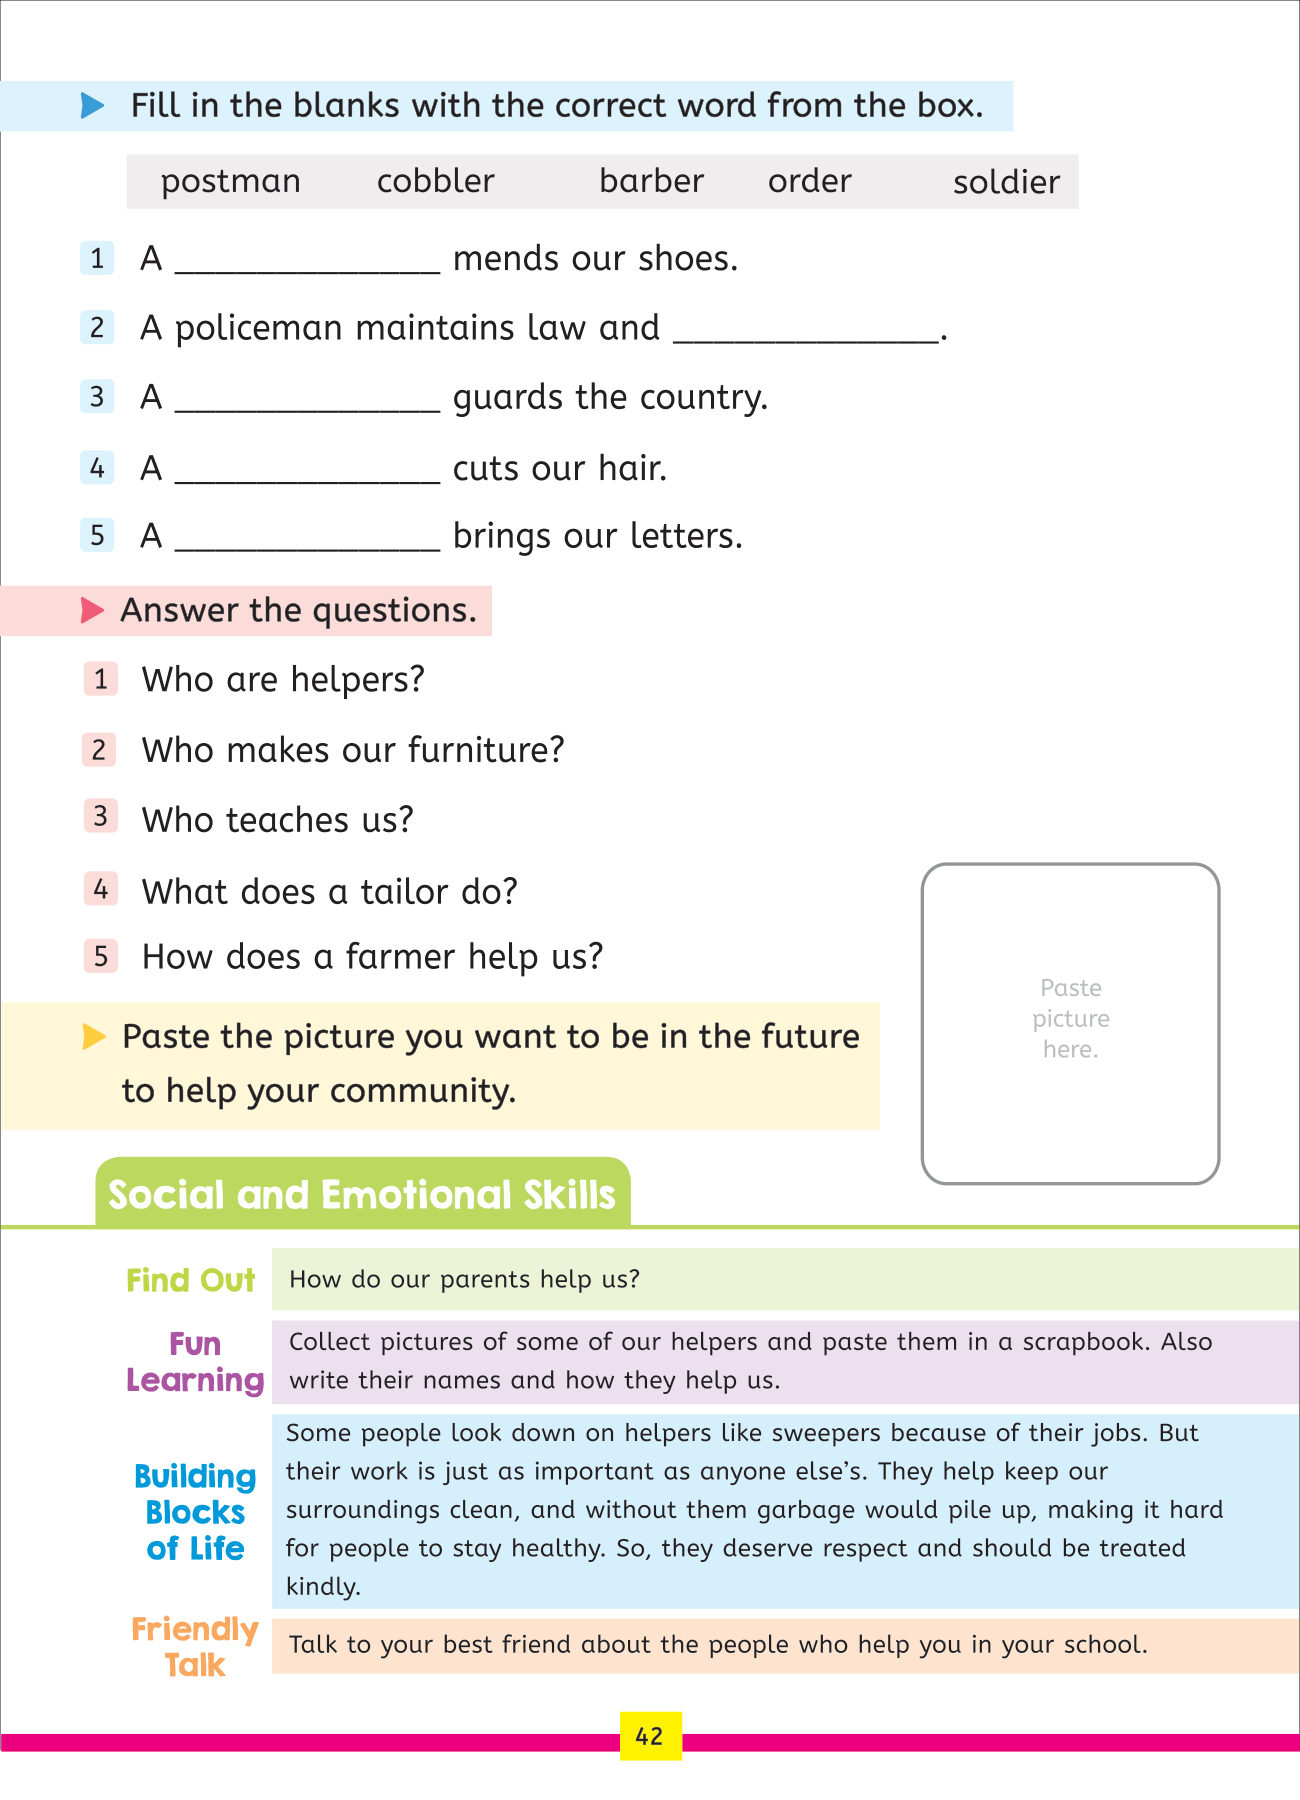 Fill in the blanks with the correct word from the box.
postman cobbler barber order soldier
1 A _____________ mends our shoes.
2 A policeman maintains law and _____________.
3 A _____________ guards the country.
4 A _____________ cuts our hair.
5 A _____________ brings our letters.
Answer the questions.
1 Who are helpers?
2 Who makes our furniture?
3 Who teaches us?
4 What does a tailor do?
5 How does a farmer help us?
Paste the picture you want to be in the future
to help your community.
Paste
picture
here.
Social and Emotional Skills
Find Out
How do our parents help us?
Fun
Learning
Collect pictures of some of our helpers and paste them in a scrapbook. Also
write their names and how they help us.
Building
Blocks
of Life
Some people look down on helpers like sweepers because of their jobs. But
their work is just as important as anyone else’s. They help keep our
surroundings clean, and without them garbage would pile up, making it hard
for people to stay healthy. So, they deserve respect and should be treated
kindly.
Friendly
Talk
Talk to your best friend about the people who help you in your school.
42